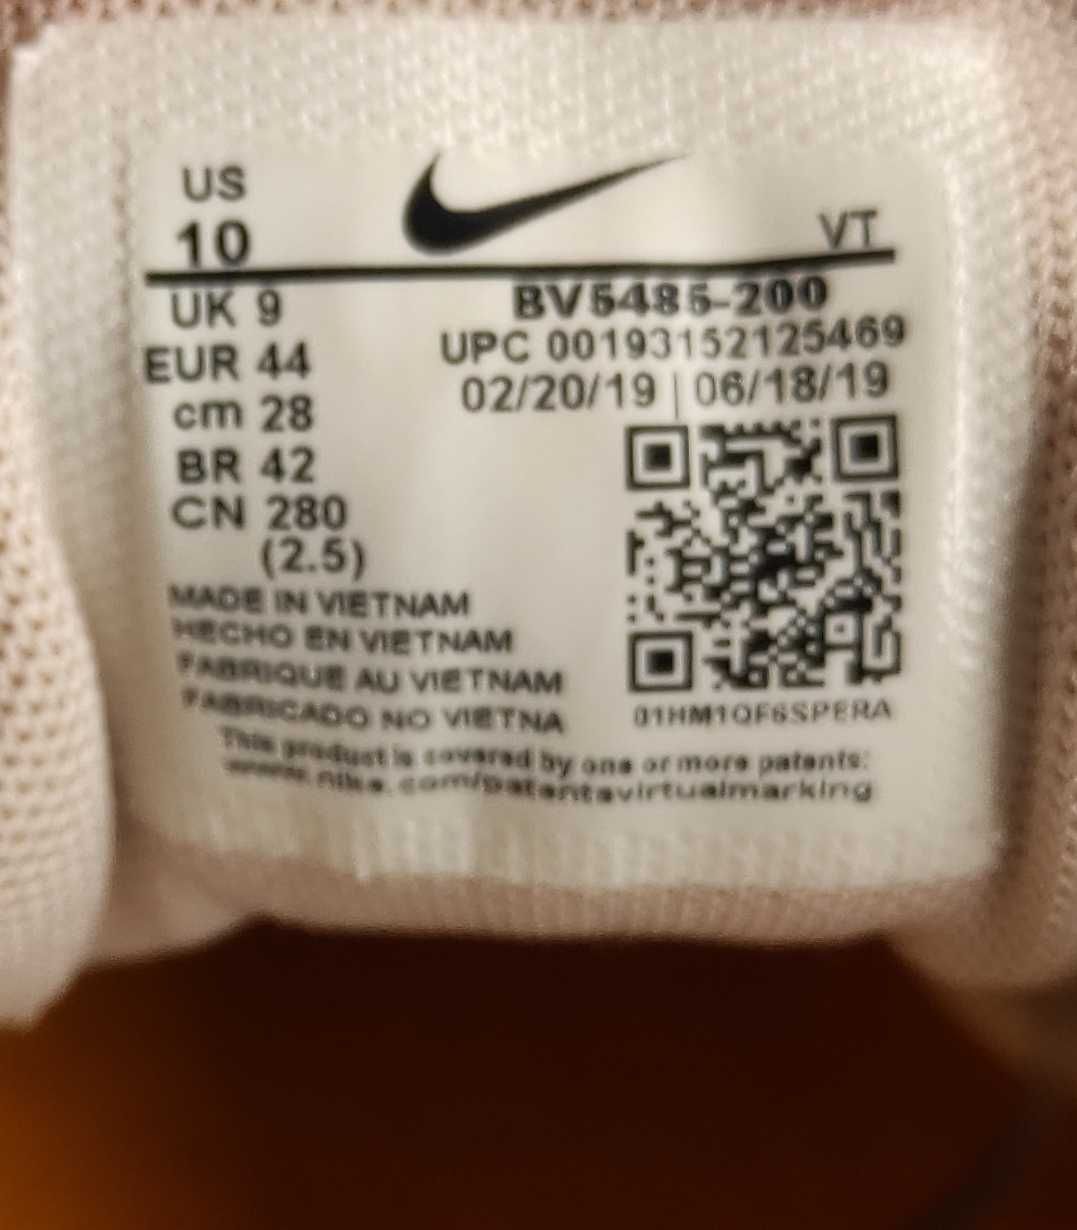 US
10
VT
UK 9
EUR 44
cm 28
BR 42
CN 280
(2.5)
BV5485-200
UPC 00193152125469
02/20/19 | 06/18/19
MADE IN VIETNAM
HECHO EN VIETNAM
FABRIQUE AU VIETNAM
FABRICADO NO VIETNA
01HM1QF6SPERA
This product is covered by one or more patents:
www.nike.com/patentsvirtualmarking